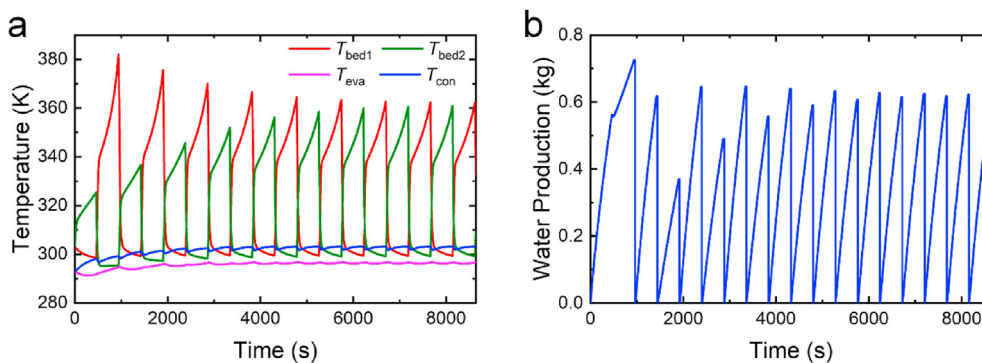 a
T_bed1 T_bed2
T_eva T_con
Temperature (K)
380
360
340
320
300
280
0 2000 4000 6000 8000
Time (s)
b
Water Production (kg)
0.8
0.6
0.4
0.2
0.0
0 2000 4000 6000 8000
Time (s)